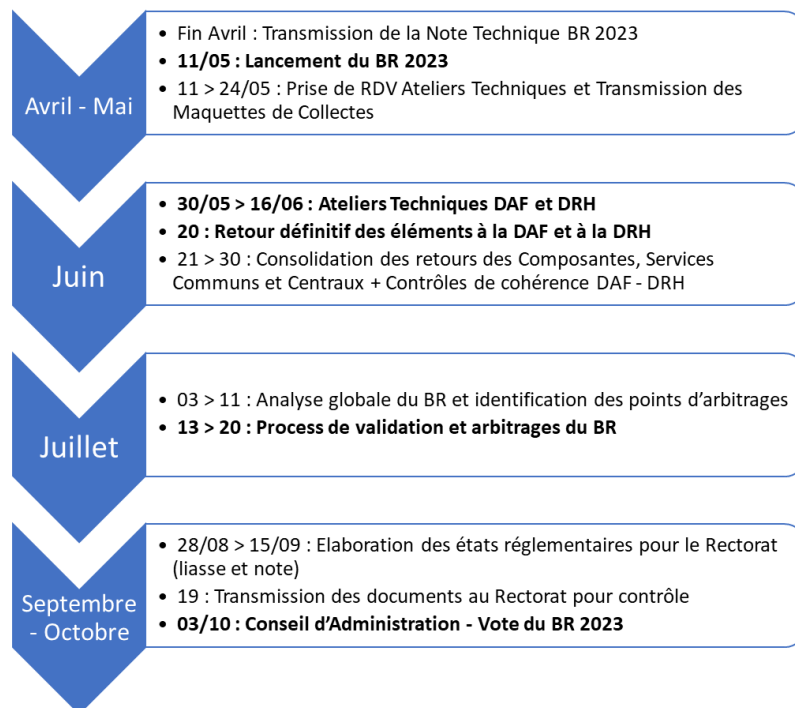 Avril - Mai
• Fin Avril : Transmission de la Note Technique BR 2023
• 11/05 : Lancement du BR 2023
• 11 > 24/05 : Prise de RDV Ateliers Techniques et Transmission des
Maquettes de Collectes
Juin
• 30/05 > 16/06 : Ateliers Techniques DAF et DRH
• 20 : Retour définitif des éléments à la DAF et à la DRH
• 21 > 30 : Consolidation des retours des Composantes, Services
Communs et Centraux + Contrôles de cohérence DAF - DRH
Juillet
• 03 > 11 : Analyse globale du BR et identification des points d’arbitrages
• 13 > 20 : Process de validation et arbitrages du BR
Septembre
- Octobre
• 28/08 > 15/09 : Elaboration des états réglementaires pour le Rectorat
(liasse et note)
• 19 : Transmission des documents au Rectorat pour contrôle
• 03/10 : Conseil d’Administration - Vote du BR 2023